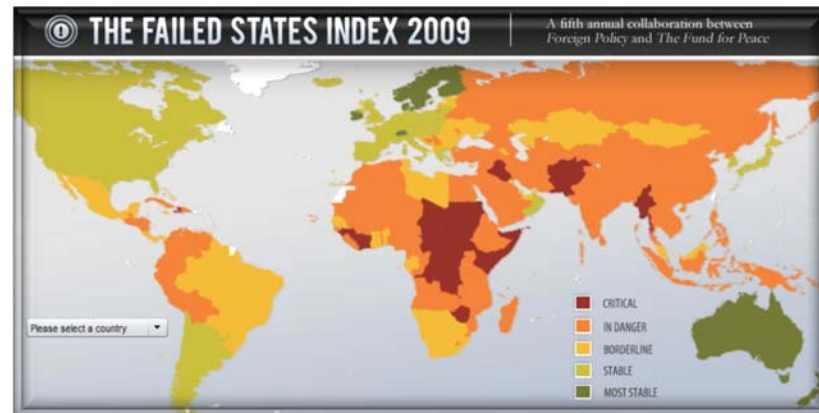 THE FAILED STATES INDEX 2009
A fifth annual collaboration between
Foreign Policy and The Fund for Peace
Please select a country
CRITICAL
IN DANGER
BORDERLINE
STABLE
MOST STABLE